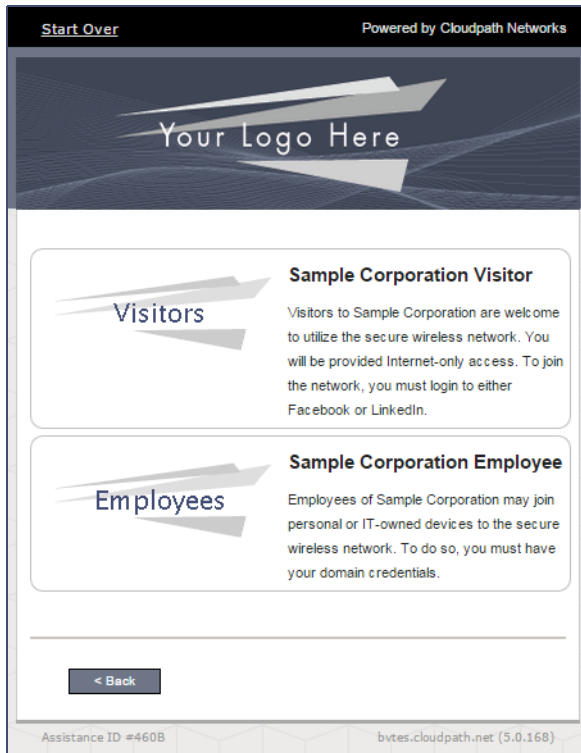 Start Over
Powered by Cloudpath Networks
Your Logo Here
Visitors
Sample Corporation Visitor
Visitors to Sample Corporation are welcome
to utilize the secure wireless network. You
will be provided Internet-only access. To join
the network, you must login to either
Facebook or LinkedIn.
Employees
Sample Corporation Employee
Employees of Sample Corporation may join
personal or IT-owned devices to the secure
wireless network. To do so, you must have
your domain credentials.
< Back
Assistance ID #460B
bvtes.cloudpath.net (5.0.168)